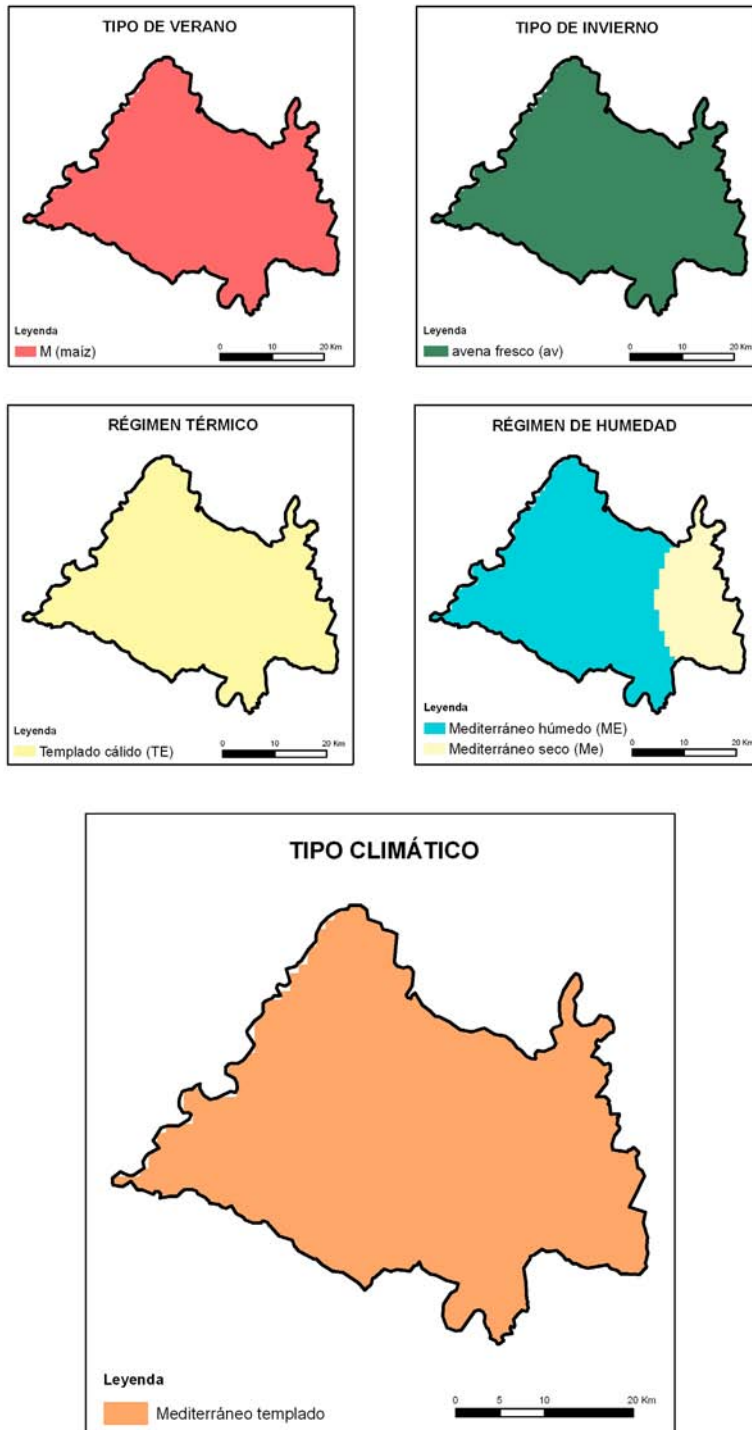 TIPO DE VERANO
Leyenda
M (maíz)
0 10 20 Km
TIPO DE INVIERNO
Leyenda
avena fresco (av)
0 10 20 Km
RÉGIMEN TÉRMICO
Leyenda
Templado cálido (TE)
0 10 20 Km
RÉGIMEN DE HUMEDAD
Leyenda
Mediterráneo húmedo (ME)
Mediterráneo seco (Me)
0 10 20 Km
TIPO CLIMÁTICO
Leyenda
Mediterráneo templado
0 5 10 20 Km